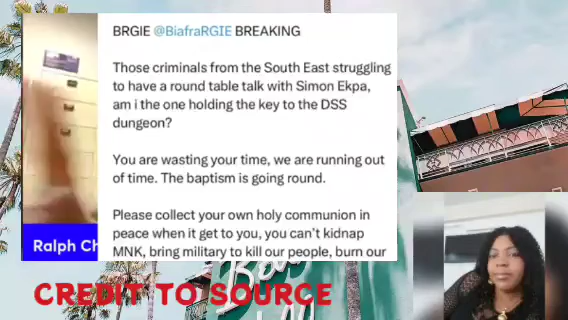 BRGIE @BiafraRGIE BREAKING
Those criminals from the South East struggling
to have a round table talk with Simon Ekpa,
am i the one holding the key to the DSS
dungeon?
You are wasting your time, we are running out
of time. The baptism is going round.
Please collect your own holy communion in
peace when it get to you, you can't kidnap
MNK, bring military to kill our people, burn our
Ralph Ch
CREDIT TO SOURCE